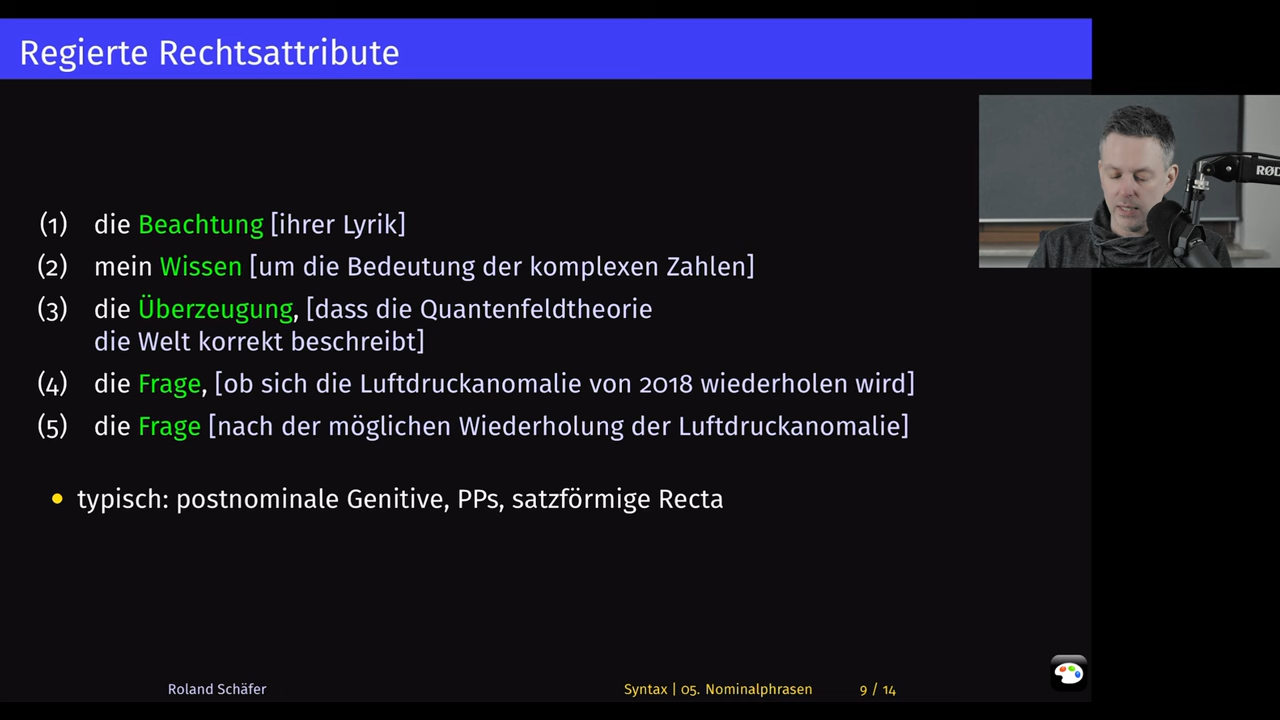 Regierte Rechtsattribute
(1) die Beachtung [ihrer Lyrik]
(2) mein Wissen [um die Bedeutung der komplexen Zahlen]
(3) die Überzeugung, [dass die Quantenfeldtheorie
die Welt korrekt beschreibt]
(4) die Frage, [ob sich die Luftdruckanomalie von 2018 wiederholen wird]
(5) die Frage [nach der möglichen Wiederholung der Luftdruckanomalie]
• typisch: postnominale Genitive, PPs, satzförmige Recta
Roland Schäfer Syntax | 05. Nominalphrasen 9 / 14